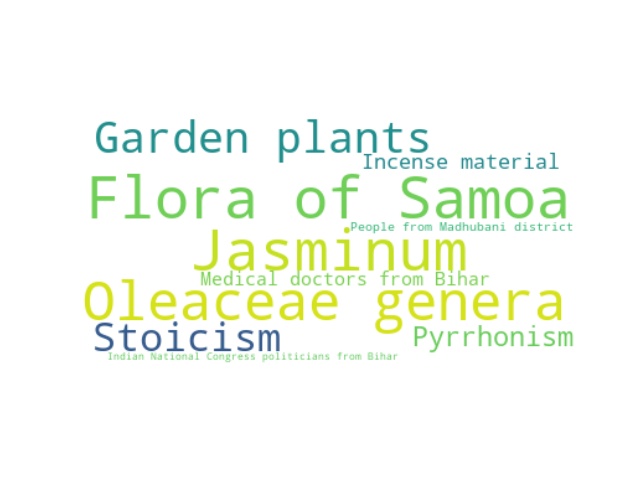 Garden plants
Incense material
Flora of Samoa
People from Madhubani district
Jasminum
Medical doctors from Bihar
Oleaceae genera
Stoicism
Pyrrhonism
Indian National Congress politicians from Bihar